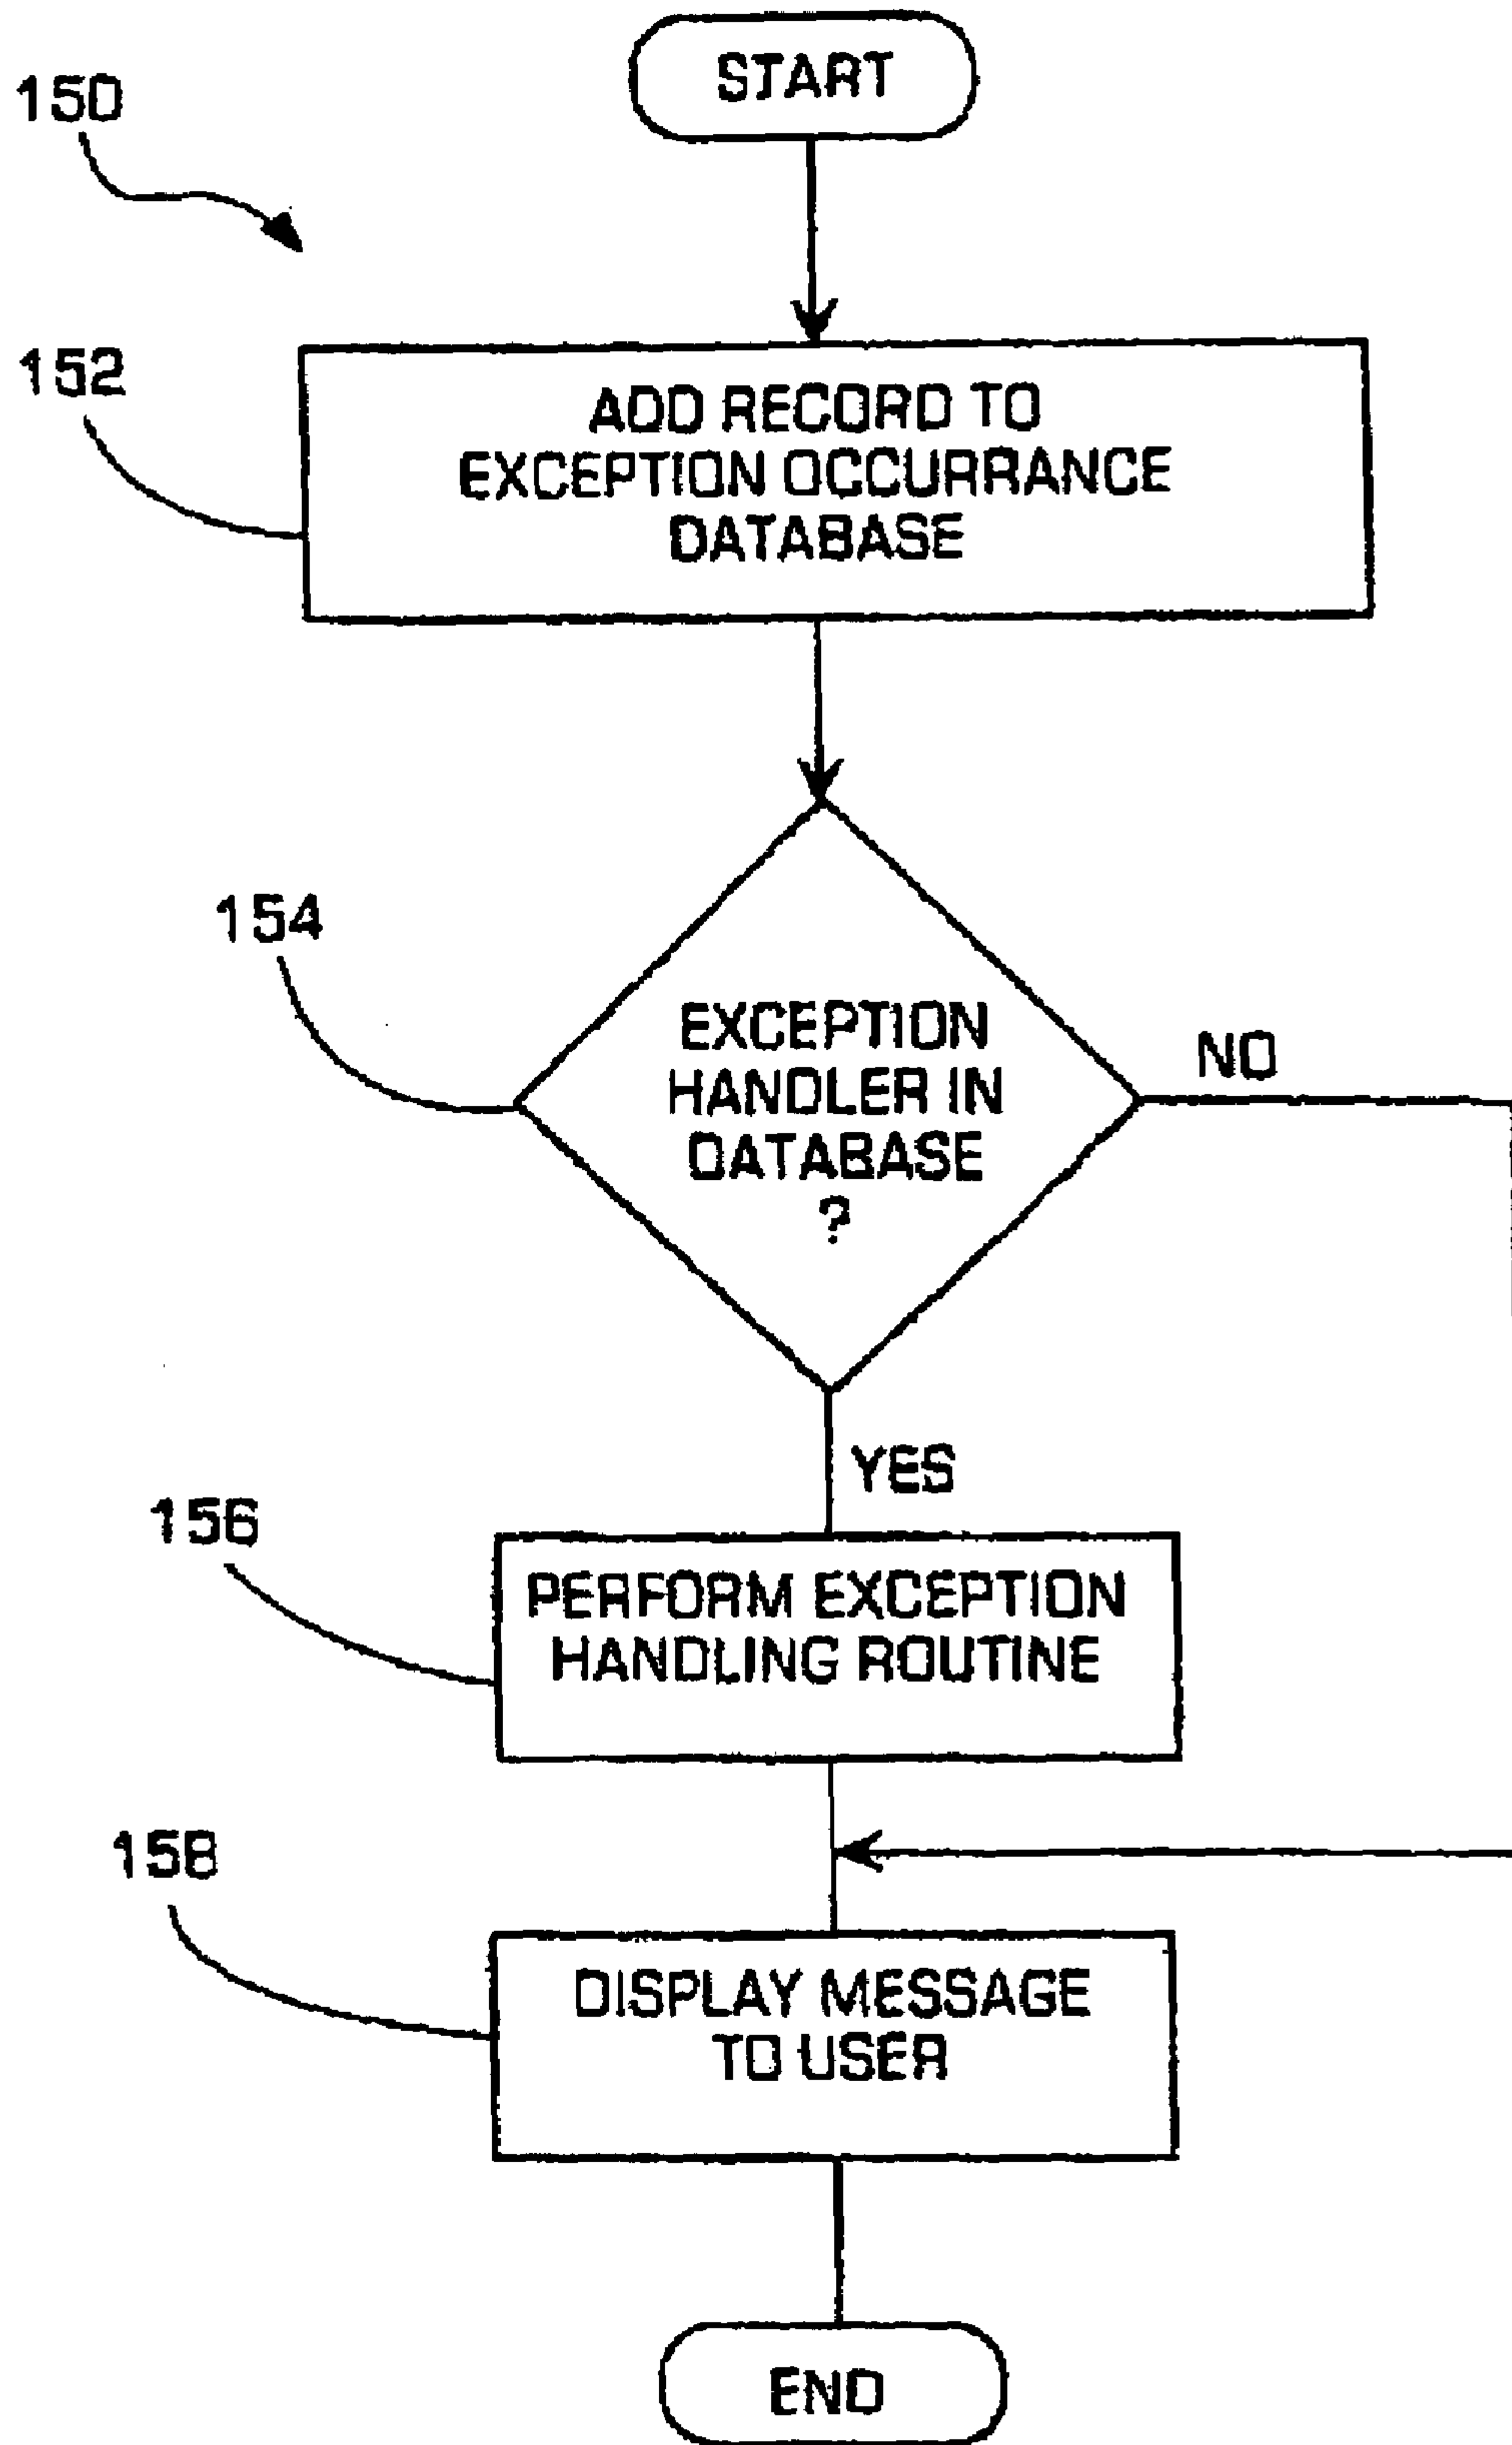 START
150
152
ADD RECORD TO
EXCEPTION OCCURRANCE
DATABASE
154
EXCEPTION
HANDLER IN
DATABASE
?
NO
YES
156
PERFORM EXCEPTION
HANDLING ROUTINE
158
DISPLAY MESSAGE
TO USER
END